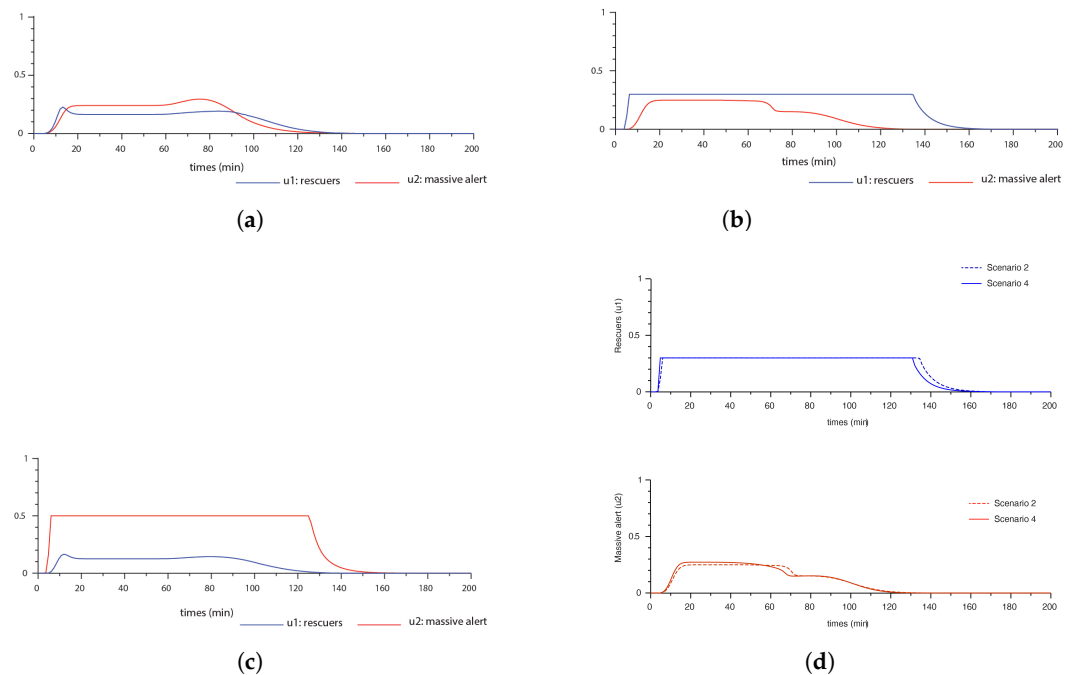 1
0.5
0
0 20 40 60 80 100 120 140 160 180 200
times (min)
u1: rescuers u2: massive alert
(a)
1
0.5
0
0 20 40 60 80 100 120 140 160 180 200
times (min)
u1: rescuers u2: massive alert
(b)
1
0.5
0
0 20 40 60 80 100 120 140 160 180 200
times (min)
u1: rescuers u2: massive alert
(c)
Scenario 2
Scenario 4
Rescuers (u1)
1
0.5
0
0 20 40 60 80 100 120 140 160 180 200
times (min)
Scenario 2
Scenario 4
Massive alert (u2)
1
0.5
0
0 20 40 60 80 100 120 140 160 180 200
times (min)
(d)